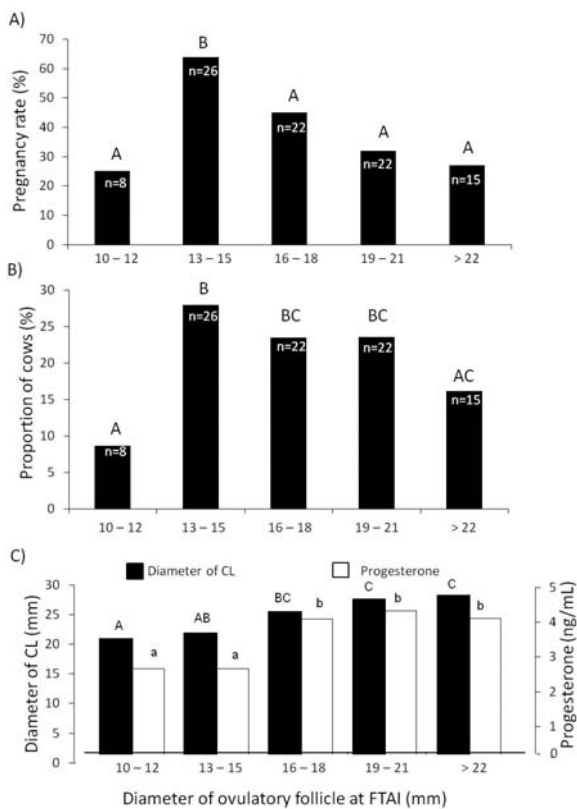 A)
Pregnancy rate (%)
70
60
50
40
30
20
10
0
A
B
A
A
A
n=8
n=26
n=22
n=22
n=15
10 – 12
13 – 15
16 – 18
19 – 21
> 22
B)
Proportion of cows (%)
30
25
20
15
10
5
0
A
B
BC
BC
AC
n=8
n=26
n=22
n=22
n=15
10 – 12
13 – 15
16 – 18
19 – 21
> 22
C)
Diameter of CL
Progesterone
Diameter of CL (mm)
30
25
20
15
10
5
0
A
a
AB
a
BC
b
C
b
C
b
5
4
3
2
1
0
Progesterone (ng/mL)
10 – 12
13 – 15
16 – 18
19 – 21
> 22
Diameter of ovulatory follicle at FTAI (mm)